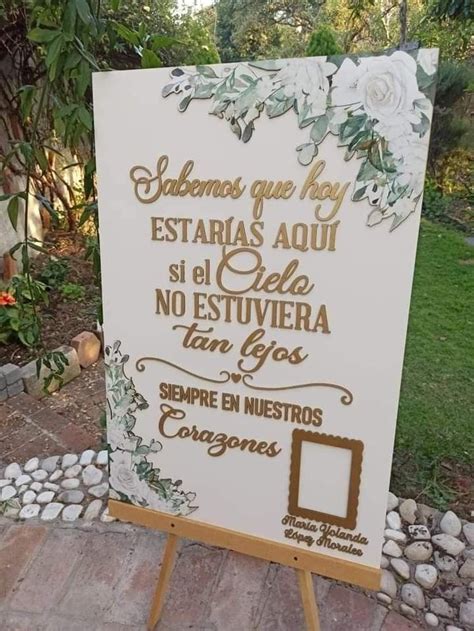 Sabemos que hoy
ESTARÍAS AQUÍ
si el Cielo
NO ESTUVIERA
tan lejos
SIEMPRE EN NUESTROS
Corazones
María Yolanda
López Morales